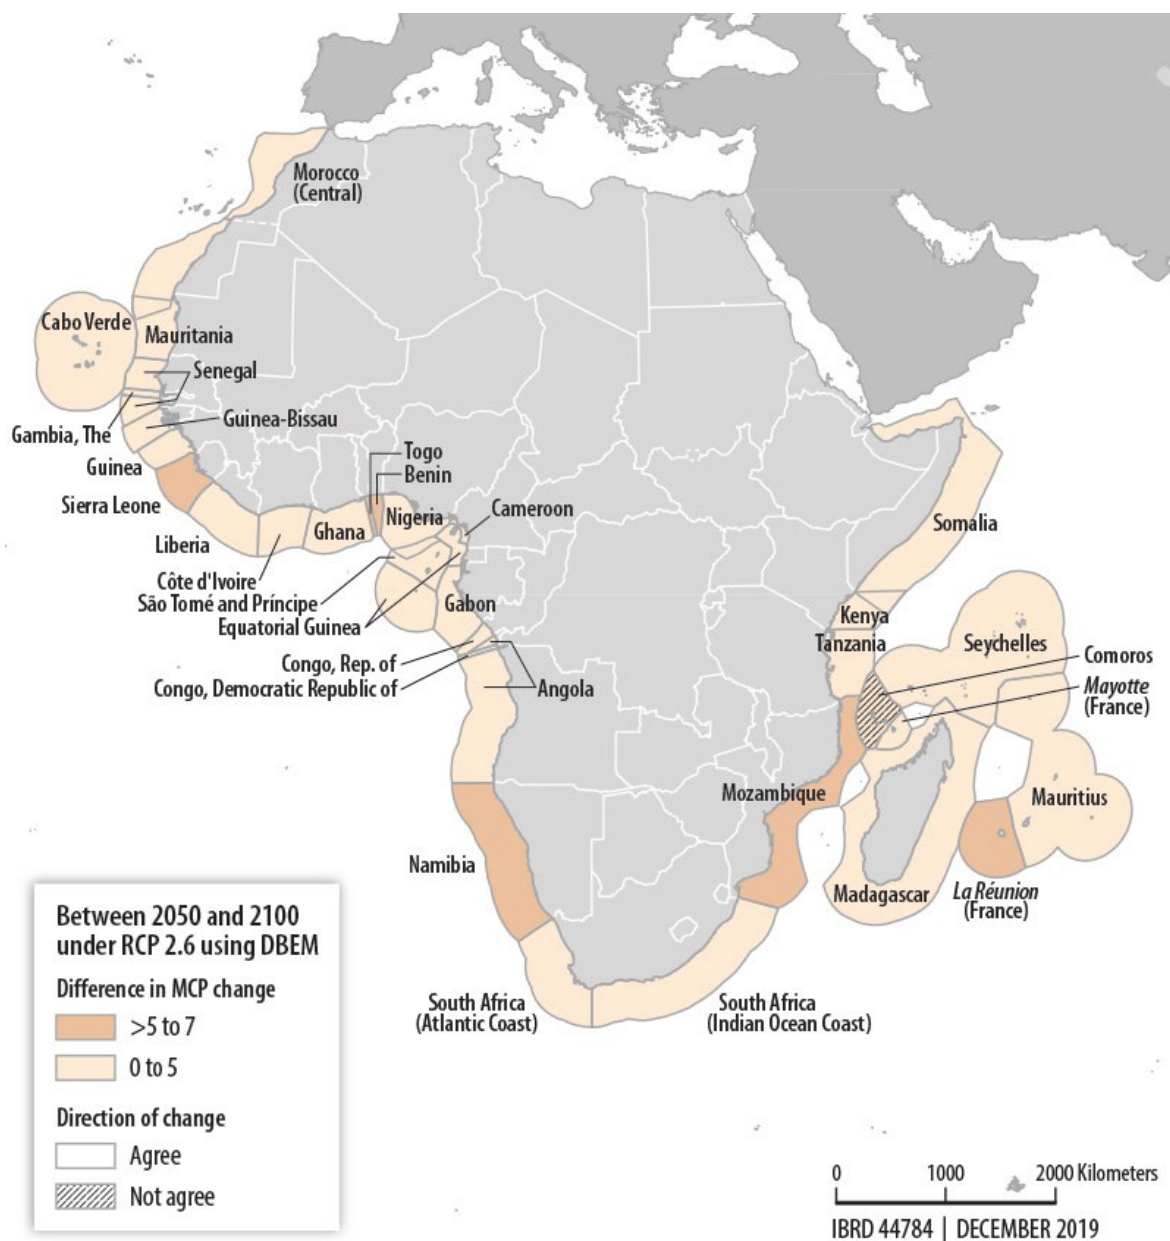 Morocco
(Central)
Cabo Verde
Mauritania
Senegal
Gambia, The
Guinea-Bissau
Guinea
Sierra Leone
Togo
Benin
Liberia
Ghana
Nigeria
Cameroon
Côte d'Ivoire
São Tomé and Príncipe
Equatorial Guinea
Gabon
Congo, Rep. of
Congo, Democratic Republic of
Angola
Somalia
Kenya
Tanzania
Seychelles
Comoros
Mayotte
(France)
Mozambique
Mauritius
Namibia
Madagascar
La Réunion
(France)
South Africa
(Atlantic Coast)
South Africa
(Indian Ocean Coast)
Between 2050 and 2100
under RCP 2.6 using DBEM
Difference in MCP change
>5 to 7
0 to 5
Direction of change
Agree
Not agree
0 1000 2000 Kilometers
IBRD 44784 | DECEMBER 2019